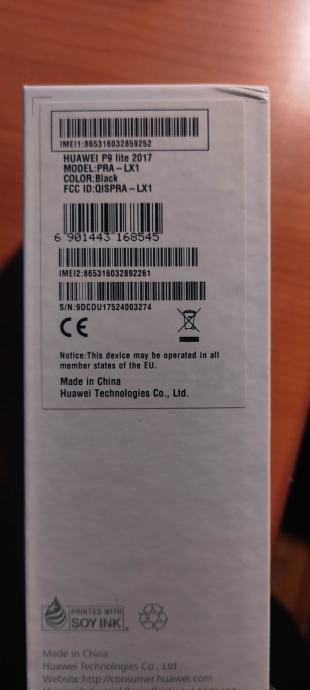 IMEI1:865316032859252
HUAWEI P9 lite 2017
MODEL:PRA-LX1
COLOR:Black
FCC ID:QISPRA-LX1
6 901443 168545
IMEI2:865316032892261
S/N:9DCDU17524003274
CE
Notice:This device may be operated in all
member states of the EU.
Made in China
Huawei Technologies Co., Ltd.
PRINTED WITH
SOY INK
Made in China
Huawei Technologies Co., Ltd.
Website:http://consumer.huawei.com